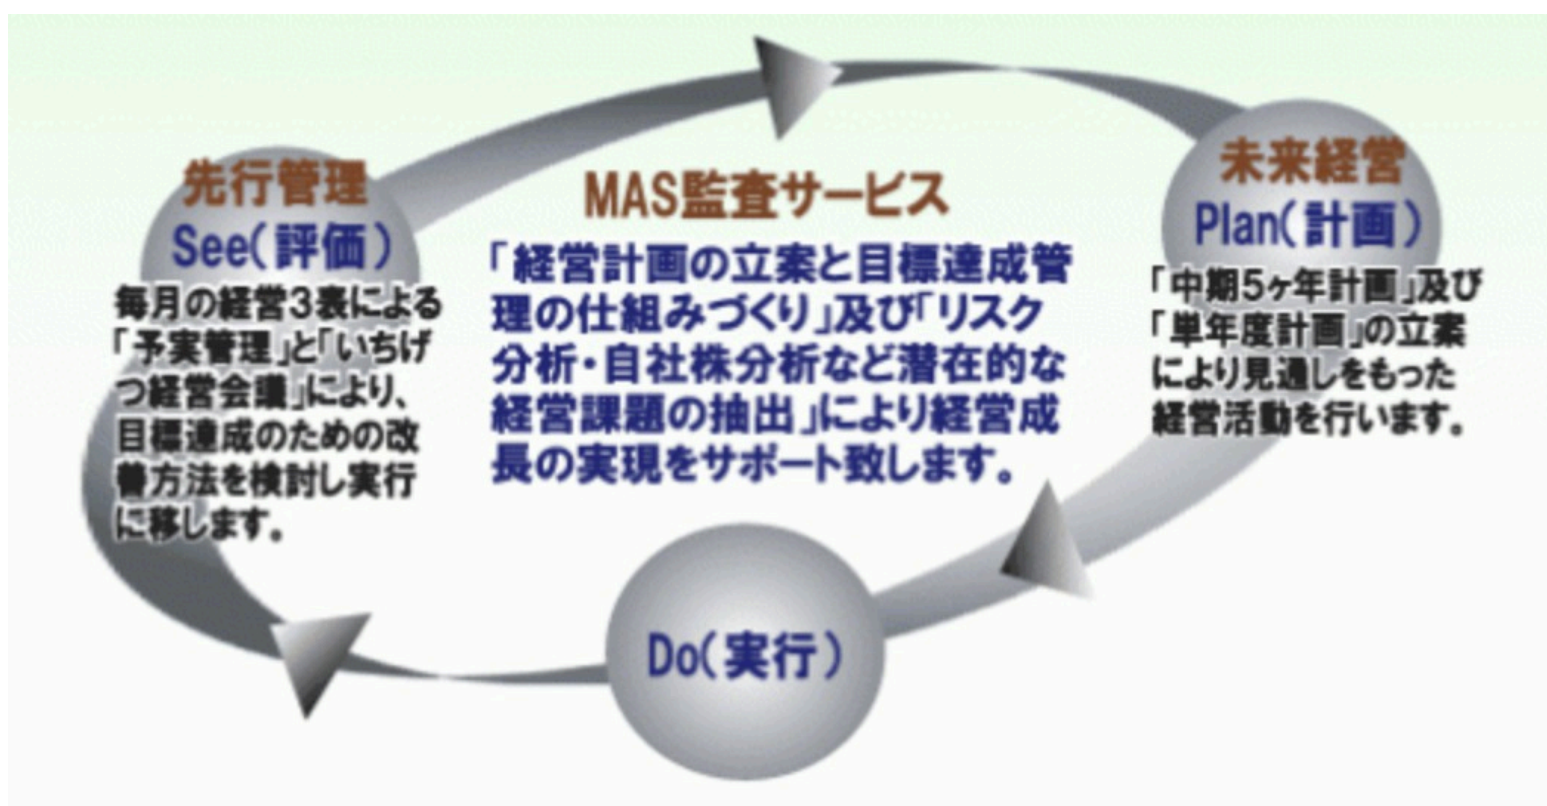 先行管理
See(評価)
毎月の経営3表による
「予実管理」と「いちげ
つ経営会議」により、
目標達成のための改
善方法を検討し実行
に移します。
MAS監査サービス
「経営計画の立案と目標達成管
理の仕組みづくり」及び「リスク
分析・自社株分析など潜在的な
経営課題の抽出」により経営成
長の実現をサポート致します。
未来経営
Plan(計画)
「中期5ヶ年計画」及び
「単年度計画」の立案
により見通しをもった
経営活動を行います。
Do(実行)